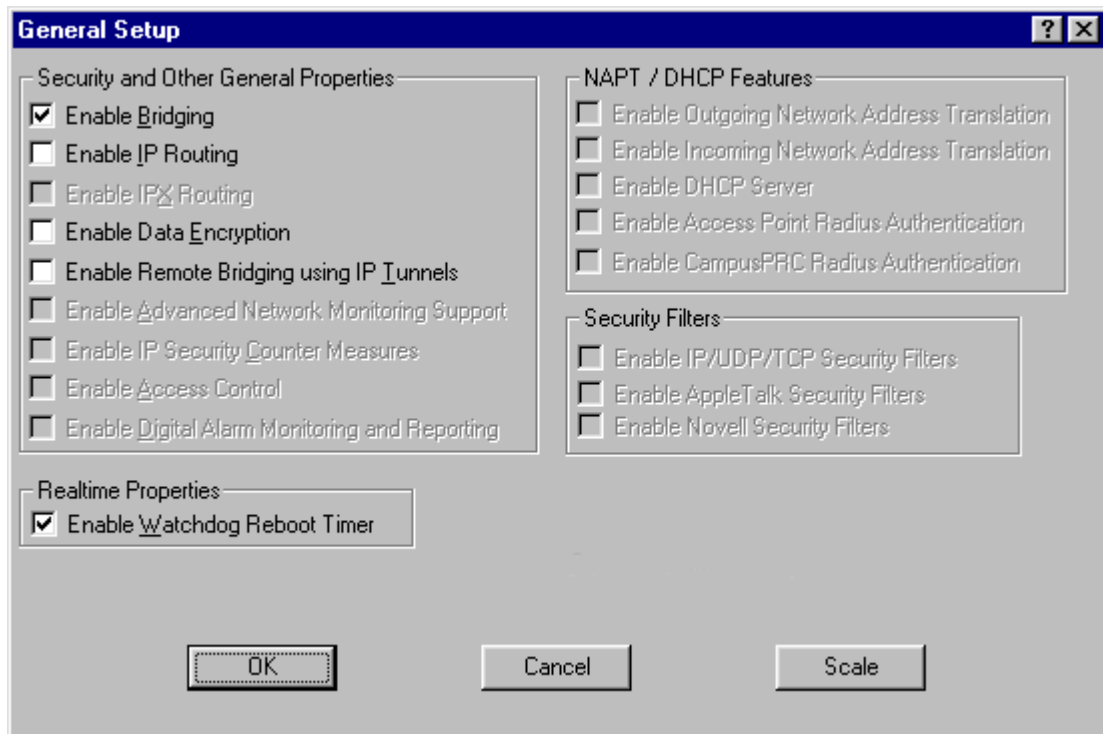 General Setup
Security and Other General Properties
Enable Bridging
Enable IP Routing
Enable IPX Routing
Enable Data Encryption
Enable Remote Bridging using IP Tunnels
Enable Advanced Network Monitoring Support
Enable IP Security Counter Measures
Enable Access Control
Enable Digital Alarm Monitoring and Reporting
Realtime Properties
Enable Watchdog Reboot Timer
NAPT / DHCP Features
Enable Outgoing Network Address Translation
Enable Incoming Network Address Translation
Enable DHCP Server
Enable Access Point Radius Authentication
Enable CampusPRC Radius Authentication
Security Filters
Enable IP/UDP/TCP Security Filters
Enable AppleTalk Security Filters
Enable Novell Security Filters
OK
Cancel
Scale